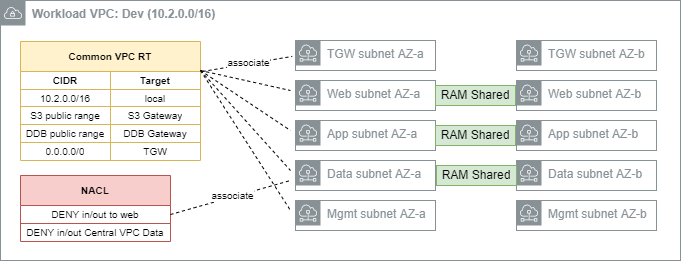 Workload VPC: Dev (10.2.0.0/16)
Common VPC RT
CIDR Target
10.2.0.0/16 local
S3 public range S3 Gateway
DDB public range DDB Gateway
0.0.0.0/0 TGW
NACL
DENY in/out to web
DENY in/out Central VPC Data
associate
associate
TGW subnet AZ-a TGW subnet AZ-b
Web subnet AZ-a RAM Shared Web subnet AZ-b
App subnet AZ-a RAM Shared App subnet AZ-b
Data subnet AZ-a RAM Shared Data subnet AZ-b
Mgmt subnet AZ-a Mgmt subnet AZ-b